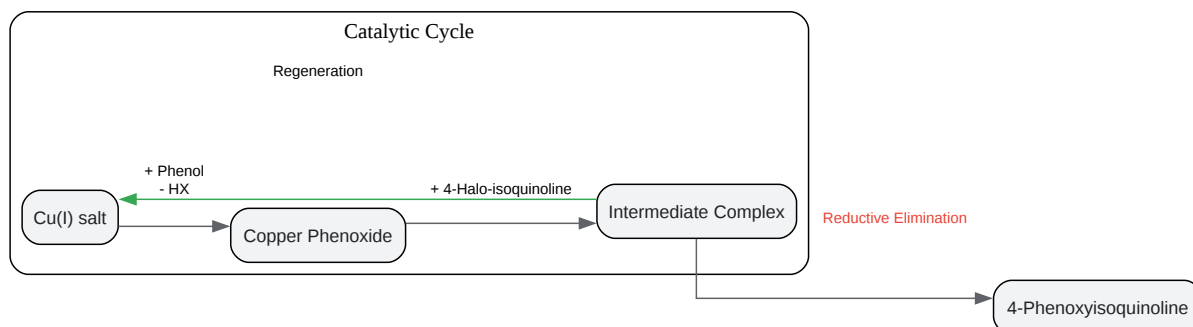 Catalytic Cycle
Regeneration
+ Phenol
- HX
+ 4-Halo-isoquinoline
Cu(I) salt
Copper Phenoxide
Intermediate Complex
Reductive Elimination
4-Phenoxyisoquinoline